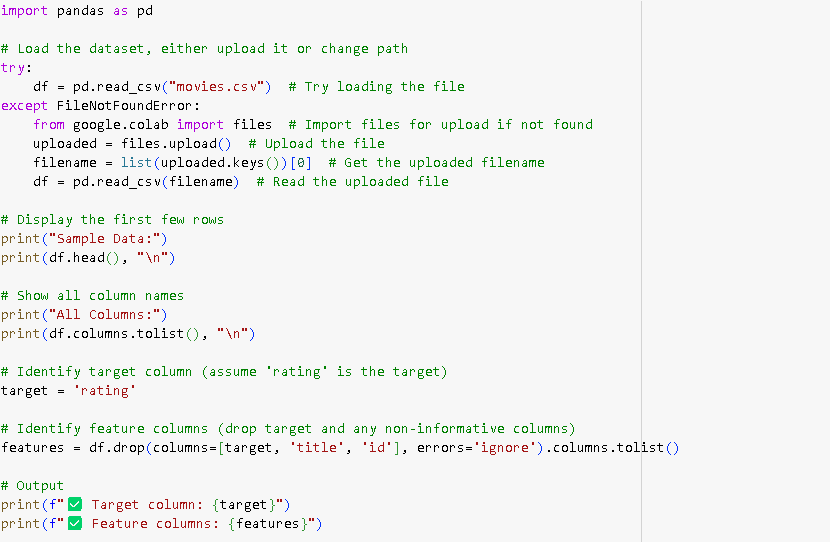 import pandas as pd
# Load the dataset, either upload it or change path
try:
    df = pd.read_csv("movies.csv")  # Try loading the file
except FileNotFoundError:
    from google.colab import files  # Import files for upload if not found
    uploaded = files.upload()  # Upload the file
    filename = list(uploaded.keys())[0]  # Get the uploaded filename
    df = pd.read_csv(filename)  # Read the uploaded file
# Display the first few rows
print("Sample Data:")
print(df.head(), "\n")
# Show all column names
print("All Columns:")
print(df.columns.tolist(), "\n")
# Identify target column (assume 'rating' is the target)
target = 'rating'
# Identify feature columns (drop target and any non-informative columns)
features = df.drop(columns=[target, 'title', 'id'], errors='ignore').columns.tolist()
# Output
print(f"✅ Target column: {target}")
print(f"✅ Feature columns: {features}")